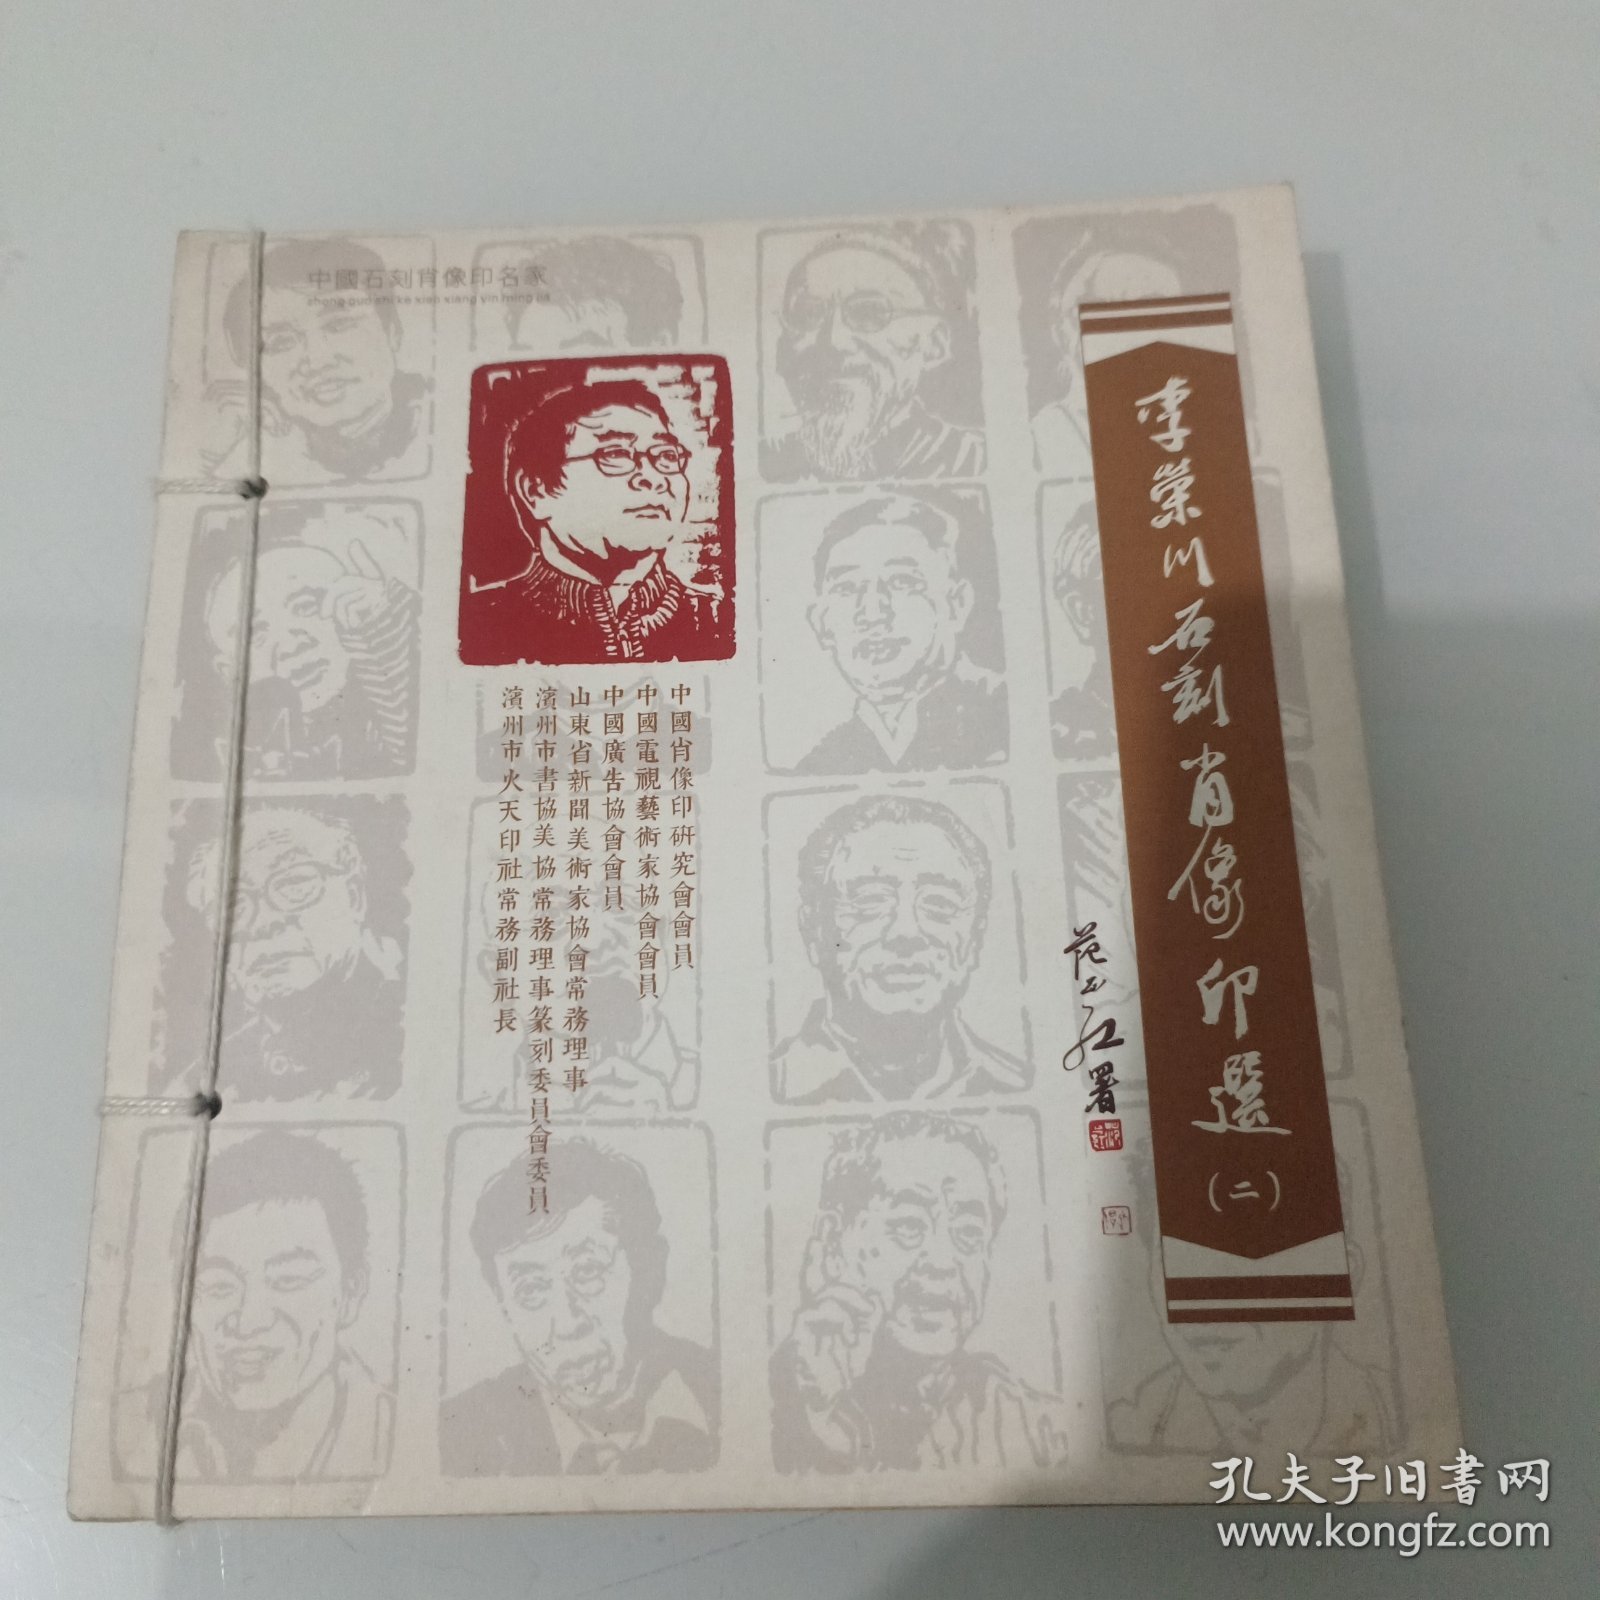 中國石刻肖像印名家
zhong guo shi ke xiao xiang yin ming jia
李榮川石刻肖像印選（二）
范正红署
中國肖像印研究會會員
中國電視藝術家協會會員
中國廣告協會會員
山東省新聞美術家協會常務理事
濱州市書協美協常務理事篆刻委員會委員
濱州市火天印社常務副社長
孔夫子旧書网
www.kongfz.com